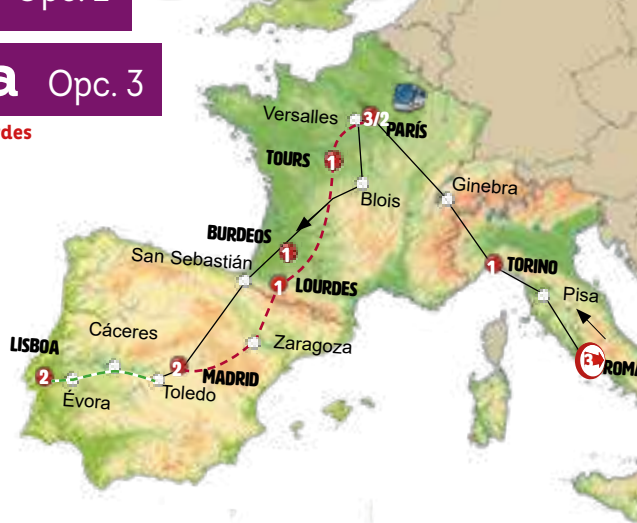 Opc. 2
a Opc. 3
des
Versalles
3/2
PARÍS
TOURS
1
Blois
Ginebra
BURDEOS
1
San Sebastián
1
LOURDES
1
TORINO
Pisa
Cáceres
Zaragoza
LISBOA
2
2
MADRID
Toledo
Évora
3
ROMA